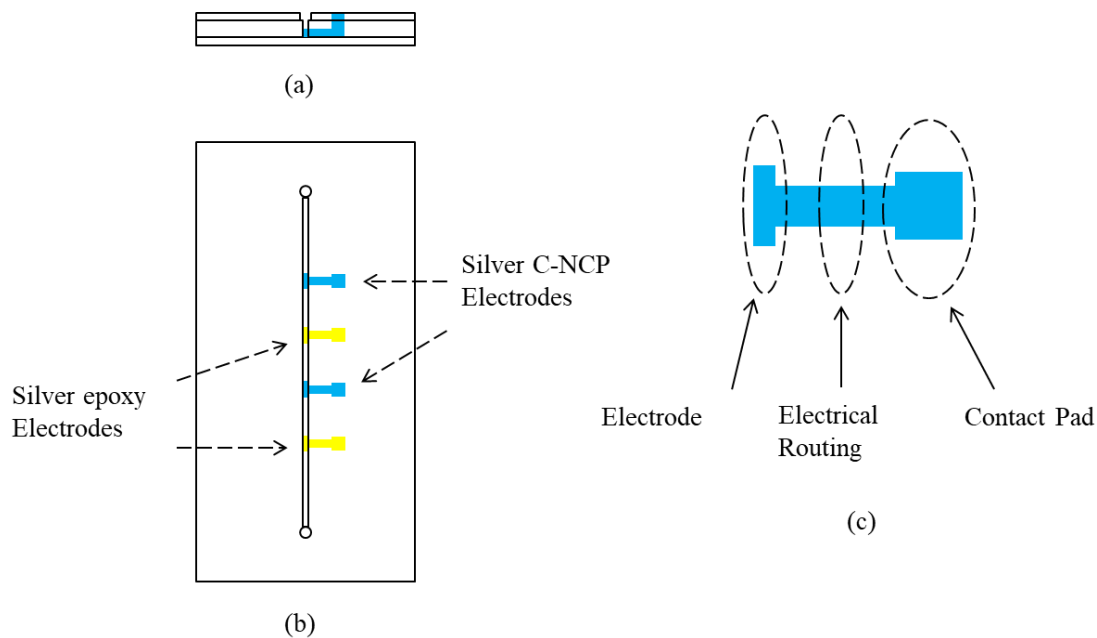 (a)
Silver C-NCP
Electrodes
Silver epoxy
Electrodes
(b)
Electrode
Electrical
Routing
Contact Pad
(c)